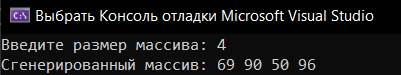 Выбрать Консоль отладки Microsoft Visual Studio
Введите размер массива: 4
Сгенерированный массив: 69 90 50 96